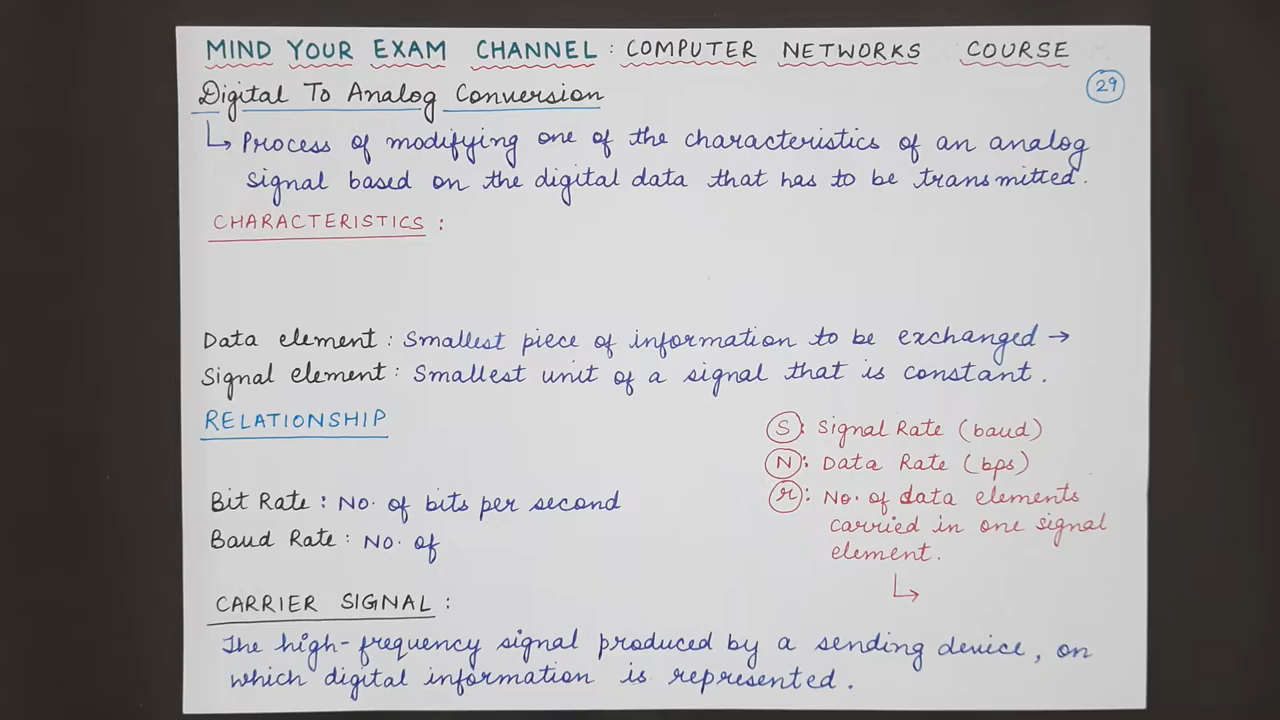 MIND YOUR EXAM CHANNEL : COMPUTER NETWORKS COURSE
Digital To Analog Conversion
29
↳ Process of modifying one of the characteristics of an analog
signal based on the digital data that has to be transmitted.
CHARACTERISTICS :
Data element : Smallest piece of information to be exchanged →
Signal element : Smallest unit of a signal that is constant.
RELATIONSHIP
S : Signal Rate (baud)
N : Data Rate (bps)
r : No. of data elements
carried in one signal
element.
↳
Bit Rate : No. of bits per second
Baud Rate : No. of
CARRIER SIGNAL :
The high-frequency signal produced by a sending device, on
which digital information is represented.